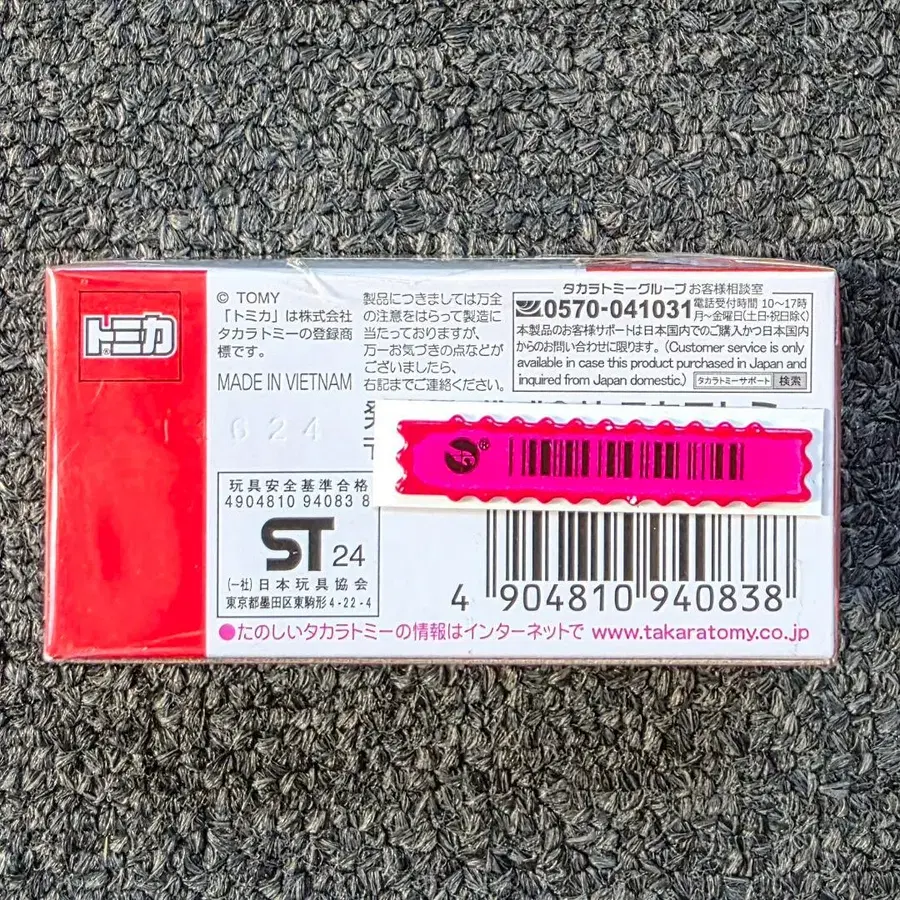 トミカ
®
© TOMY
「トミカ」は株式会社
タカラトミーの登録商
標です。
MADE IN VIETNAM
624
製品につきましては万全
の注意をはらって製造に
当たっておりますが、
万一お気づきの点などが
ございましたら、
右記までご連絡ください。
タカラトミーグループ お客様相談室
0570-041031 電話受付時間 10〜17時
月〜金曜日(土日・祝日除く)
本製品のお客様サポートは日本国内でのご購入かつ日本国内
からのお問い合わせに限ります。(Customer service is only
available in case this product purchased in Japan and
inquired from Japan domestic.) タカラトミーサポート 検索
®
玩具安全基準合格
4904810 94083 8
ST 24
(一社)日本玩具協会
東京都墨田区東駒形4-22-4
4 904810 940838
●たのしいタカラトミーの情報はインターネットで www.takaratomy.co.jp